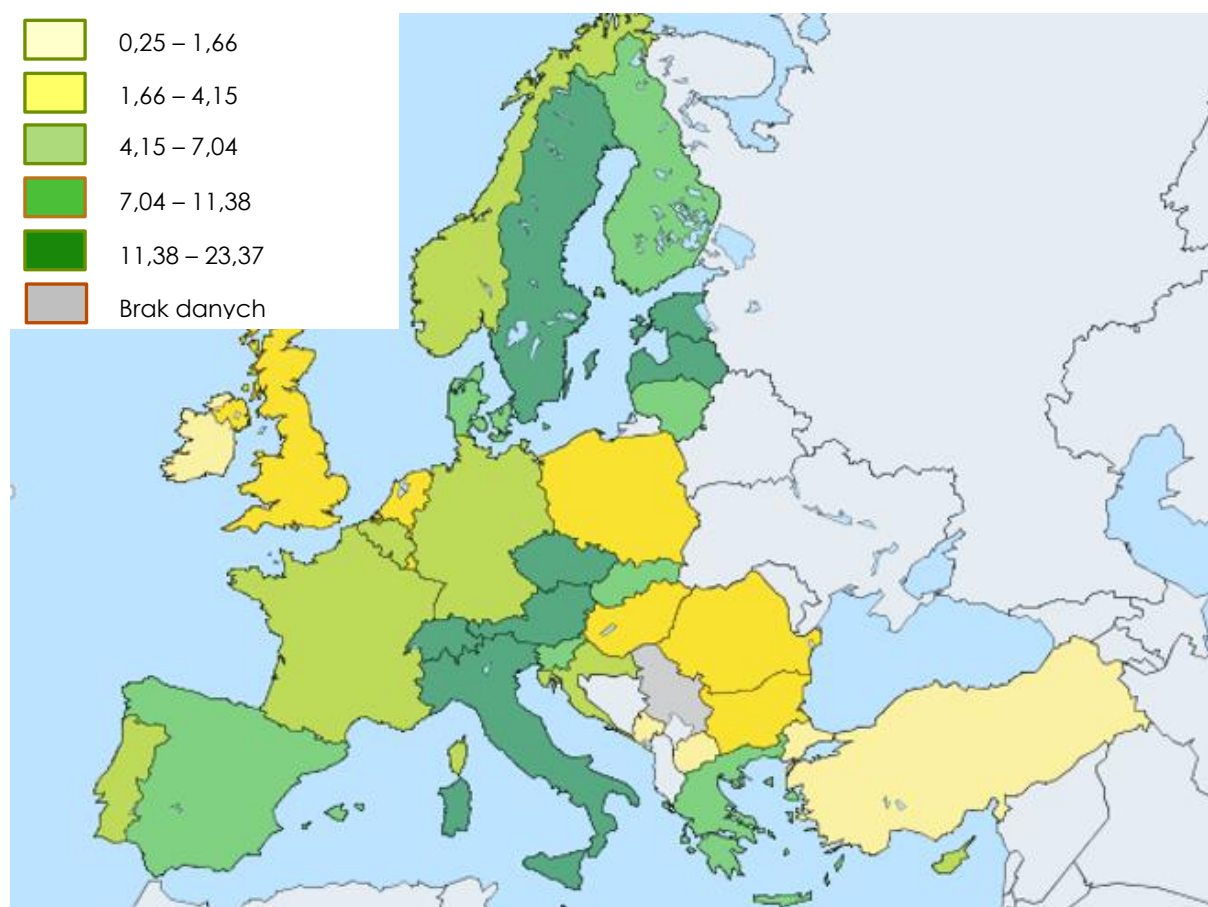 0,25 – 1,66
1,66 – 4,15
4,15 – 7,04
7,04 – 11,38
11,38 – 23,37
Brak danych